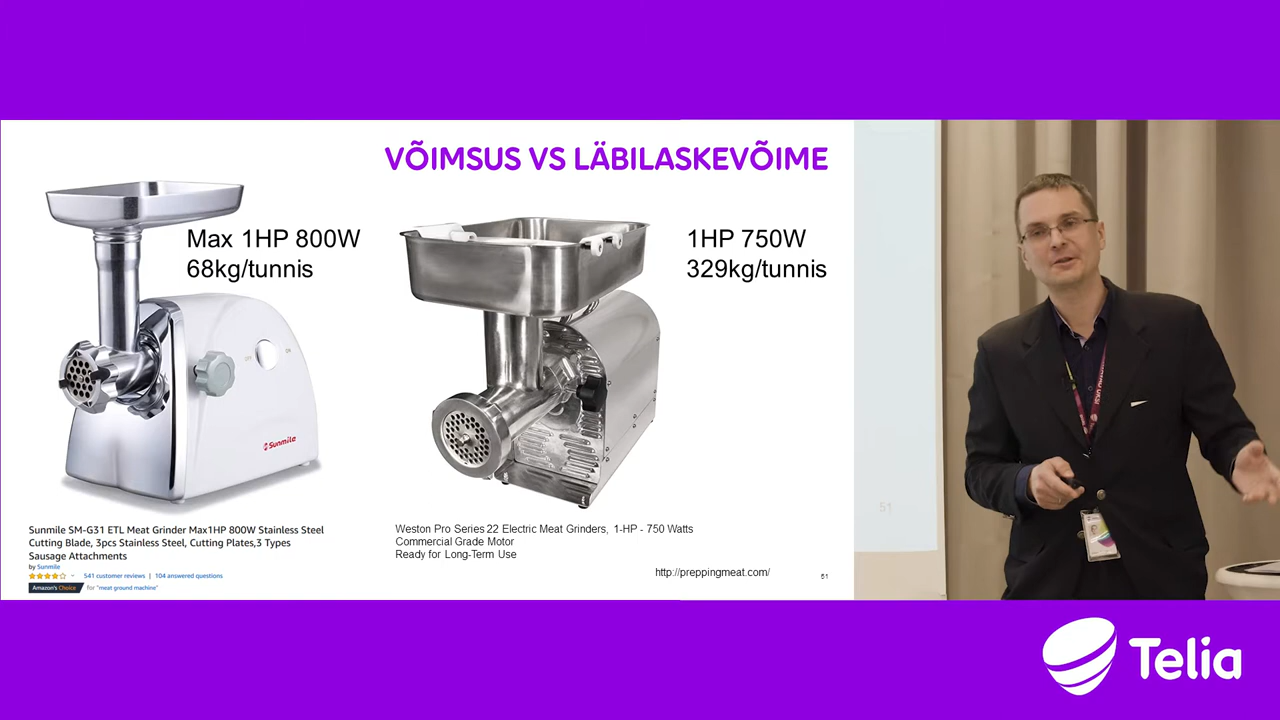 VÕIMSUS VS LÄBILASKEVÕIME
Max 1HP 800W
68kg/tunnis
1HP 750W
329kg/tunnis
OFF
ON
Sunmile
Sunmile SM-G31 ETL Meat Grinder Max1HP 800W Stainless Steel
Cutting Blade, 3pcs Stainless Steel, Cutting Plates,3 Types
Sausage Attachments
by Sunmile
541 customer reviews | 104 answered questions
Amazon's Choice for "meat ground machine"
Weston Pro Series 22 Electric Meat Grinders, 1-HP - 750 Watts
Commercial Grade Motor
Ready for Long-Term Use
http://preppingmeat.com/
51
51
Telia